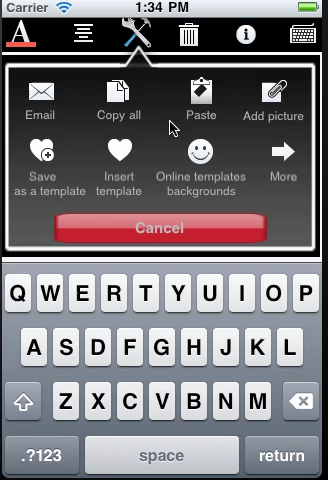 Carrier 1:34 PM
A
Email Copy all Paste Add picture
Save
as a template
Insert
template
Online templates
backgrounds
More
Cancel
Q W E R T Y U I O P
A S D F G H J K L
Z X C V B N M
.?123 space return